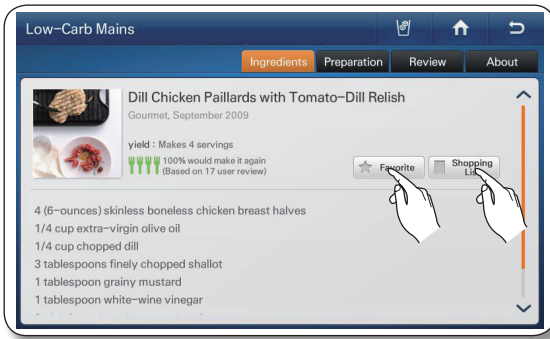 Low-Carb Mains
Ingredients Preparation Review About
Dill Chicken Paillards with Tomato-Dill Relish
Gourmet, September 2009
yield : Makes 4 servings
100% would make it again
(Based on 17 user review)
Favorite
Shopping
List
4 (6-ounces) skinless boneless chicken breast halves
1/4 cup extra-virgin olive oil
1/4 cup chopped dill
3 tablespoons finely chopped shallot
1 tablespoon grainy mustard
1 tablespoon white-wine vinegar